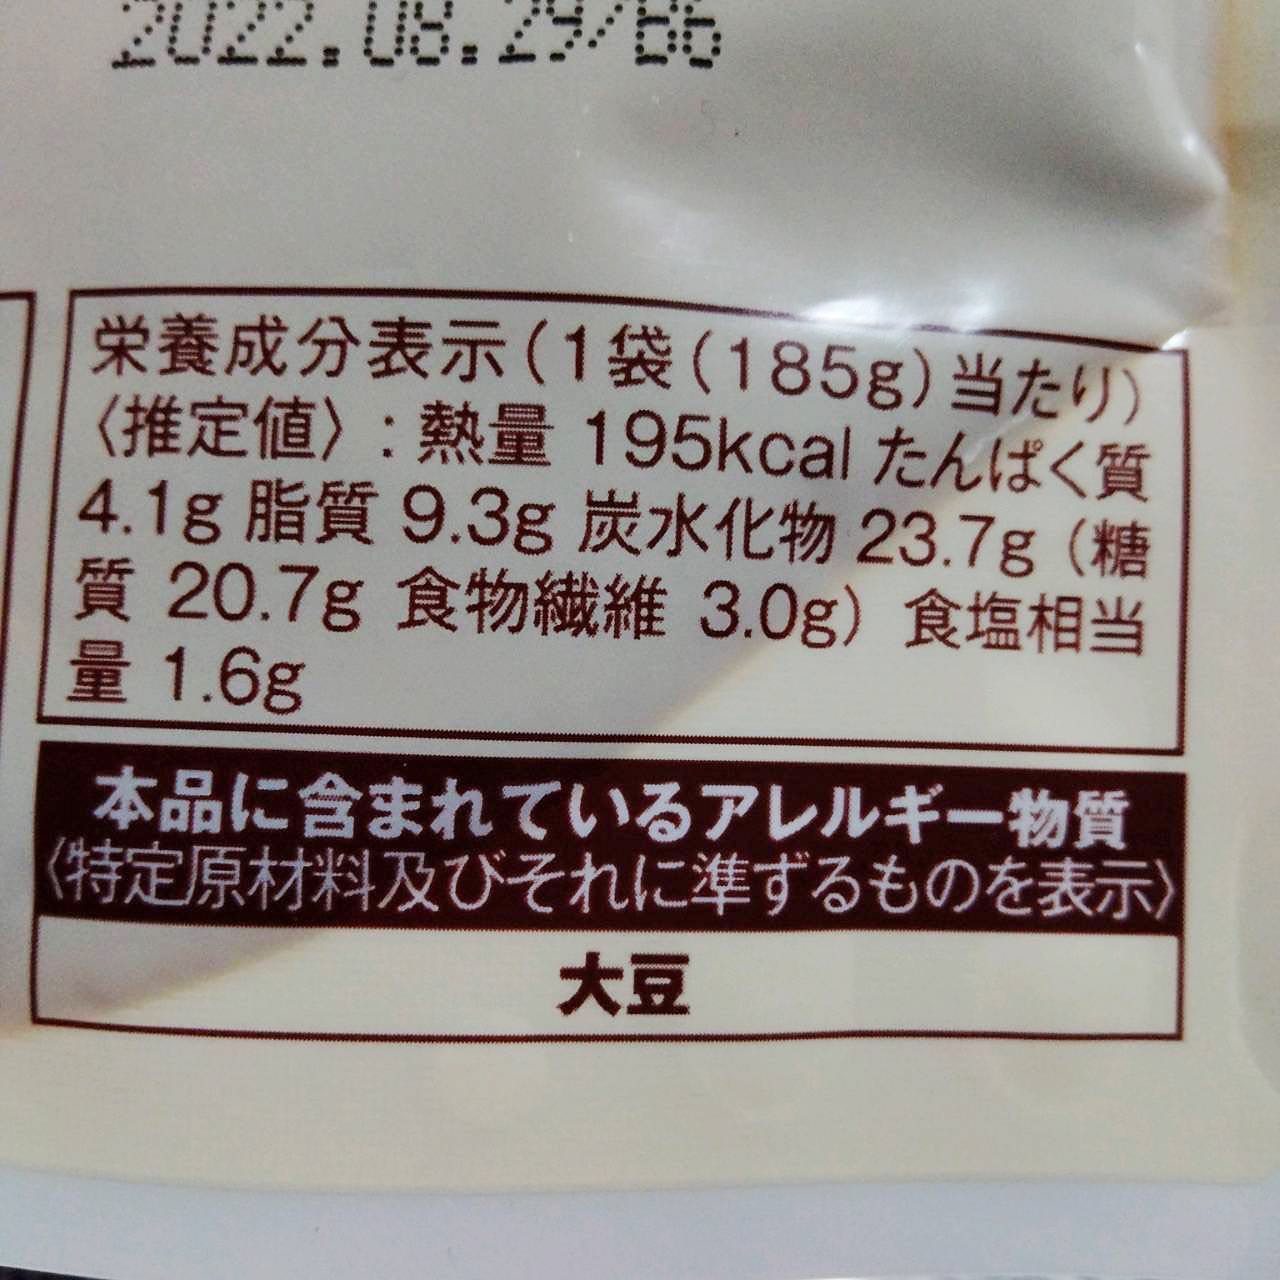 2022.08.29/BB
栄養成分表示(1袋(185g)当たり)
〈推定値〉: 熱量 195kcal たんぱく質
4.1g 脂質 9.3g 炭水化物 23.7g (糖
質 20.7g 食物繊維 3.0g) 食塩相当
量 1.6g
本品に含まれているアレルギー物質
〈特定原材料及びそれに準ずるものを表示〉
大豆